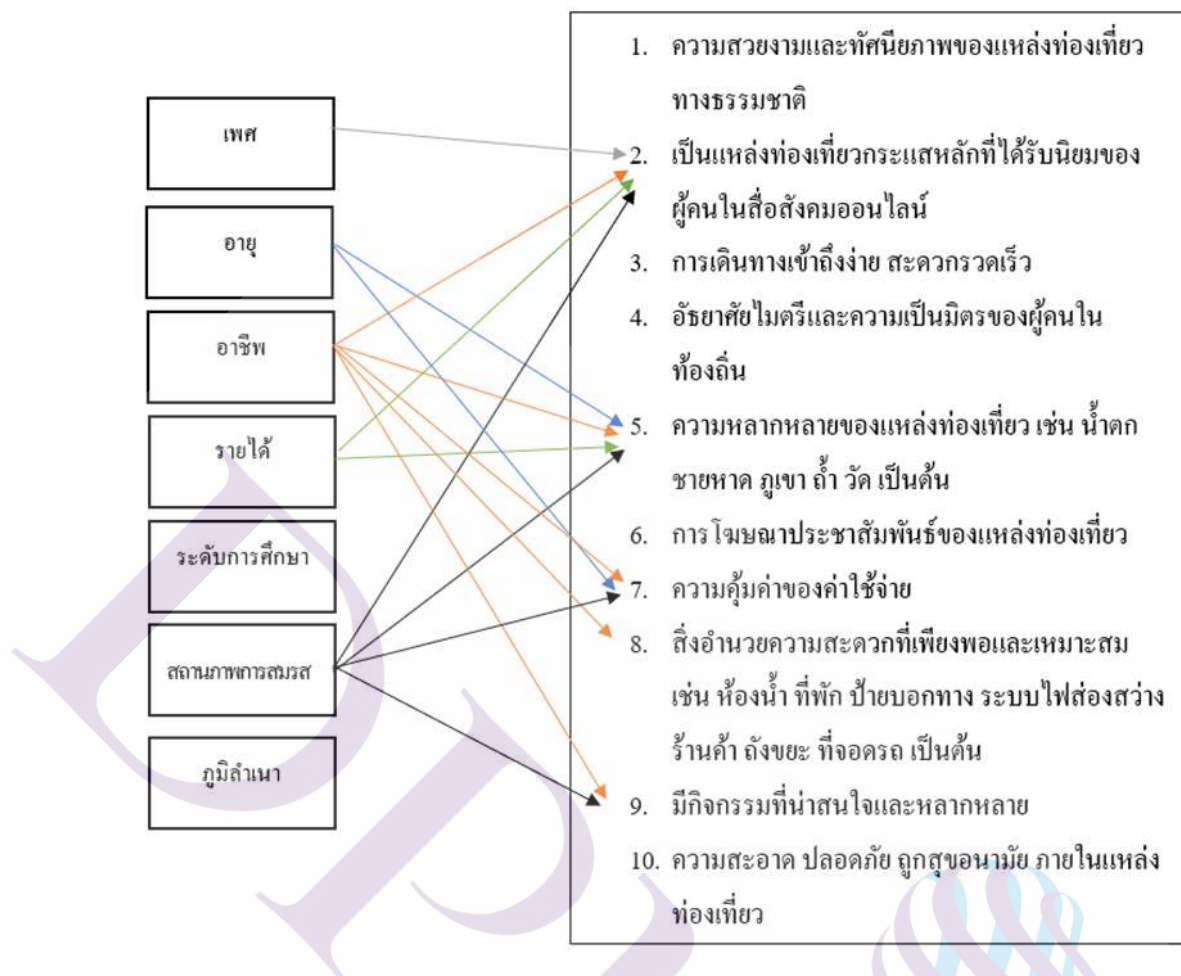 เพศ
อายุ
อาชีพ
รายได้
ระดับการศึกษา
สถานภาพการสมรส
ภูมิลำเนา
1. ความสวยงามและทัศนียภาพของแหล่งท่องเที่ยว
ทางธรรมชาติ
2. เป็นแหล่งท่องเที่ยวกระแสหลักที่ได้รับนิยมของ
ผู้คนในสื่อสังคมออนไลน์
3. การเดินทางเข้าถึงง่าย สะดวกรวดเร็ว
4. อัธยาศัยไมตรีและความเป็นมิตรของผู้คนใน
ท้องถิ่น
5. ความหลากหลายของแหล่งท่องเที่ยว เช่น น้ำตก
ชายหาด ภูเขา ถ้ำ วัด เป็นต้น
6. การโฆษณาประชาสัมพันธ์ของแหล่งท่องเที่ยว
7. ความคุ้มค่าของค่าใช้จ่าย
8. สิ่งอำนวยความสะดวกที่เพียงพอและเหมาะสม
เช่น ห้องน้ำ ที่พัก ป้ายบอกทาง ระบบไฟส่องสว่าง
ร้านค้า ถังขยะ ที่จอดรถ เป็นต้น
9. มีกิจกรรมที่น่าสนใจและหลากหลาย
10. ความสะอาด ปลอดภัย ถูกสุขอนามัย ภายในแหล่ง
ท่องเที่ยว